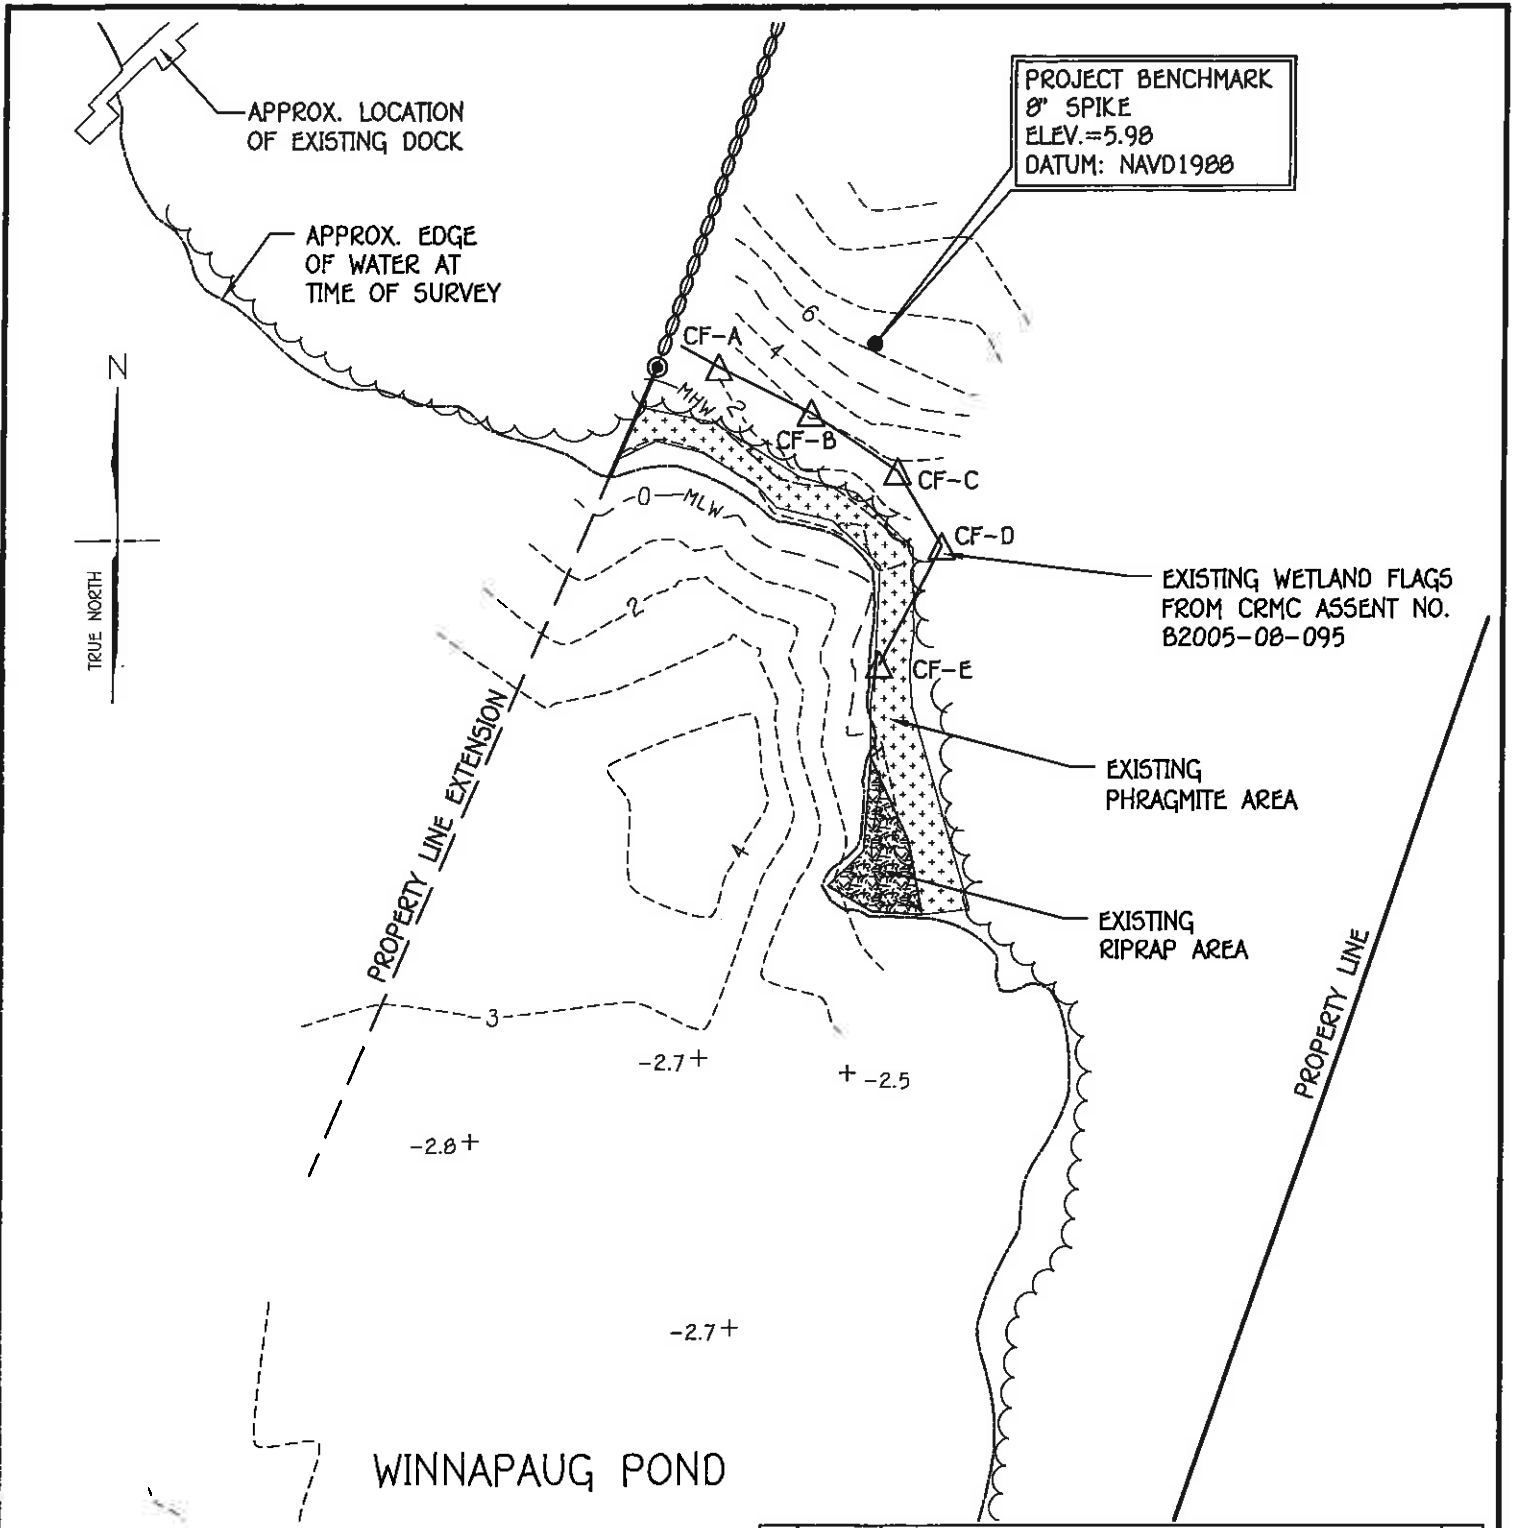 PROJECT BENCHMARK
8" SPIKE
ELEV.=5.98
DATUM: NAVD1988
APPROX. LOCATION
OF EXISTING DOCK
APPROX. EDGE
OF WATER AT
TIME OF SURVEY
6
CF-A
4
N
MHW
2
CF-B
CF-C
0
MLW
CF-D
TRUE NORTH
EXISTING WETLAND FLAGS
FROM CRMC ASSENT NO.
B2005-08-095
2
CF-E
PROPERTY LINE EXTENSION
EXISTING
PHRAGMITE AREA
4
EXISTING
RIPRAP AREA
PROPERTY LINE
-3
-2.7
-2.5
-2.8
-2.7
WINNAPAUG POND